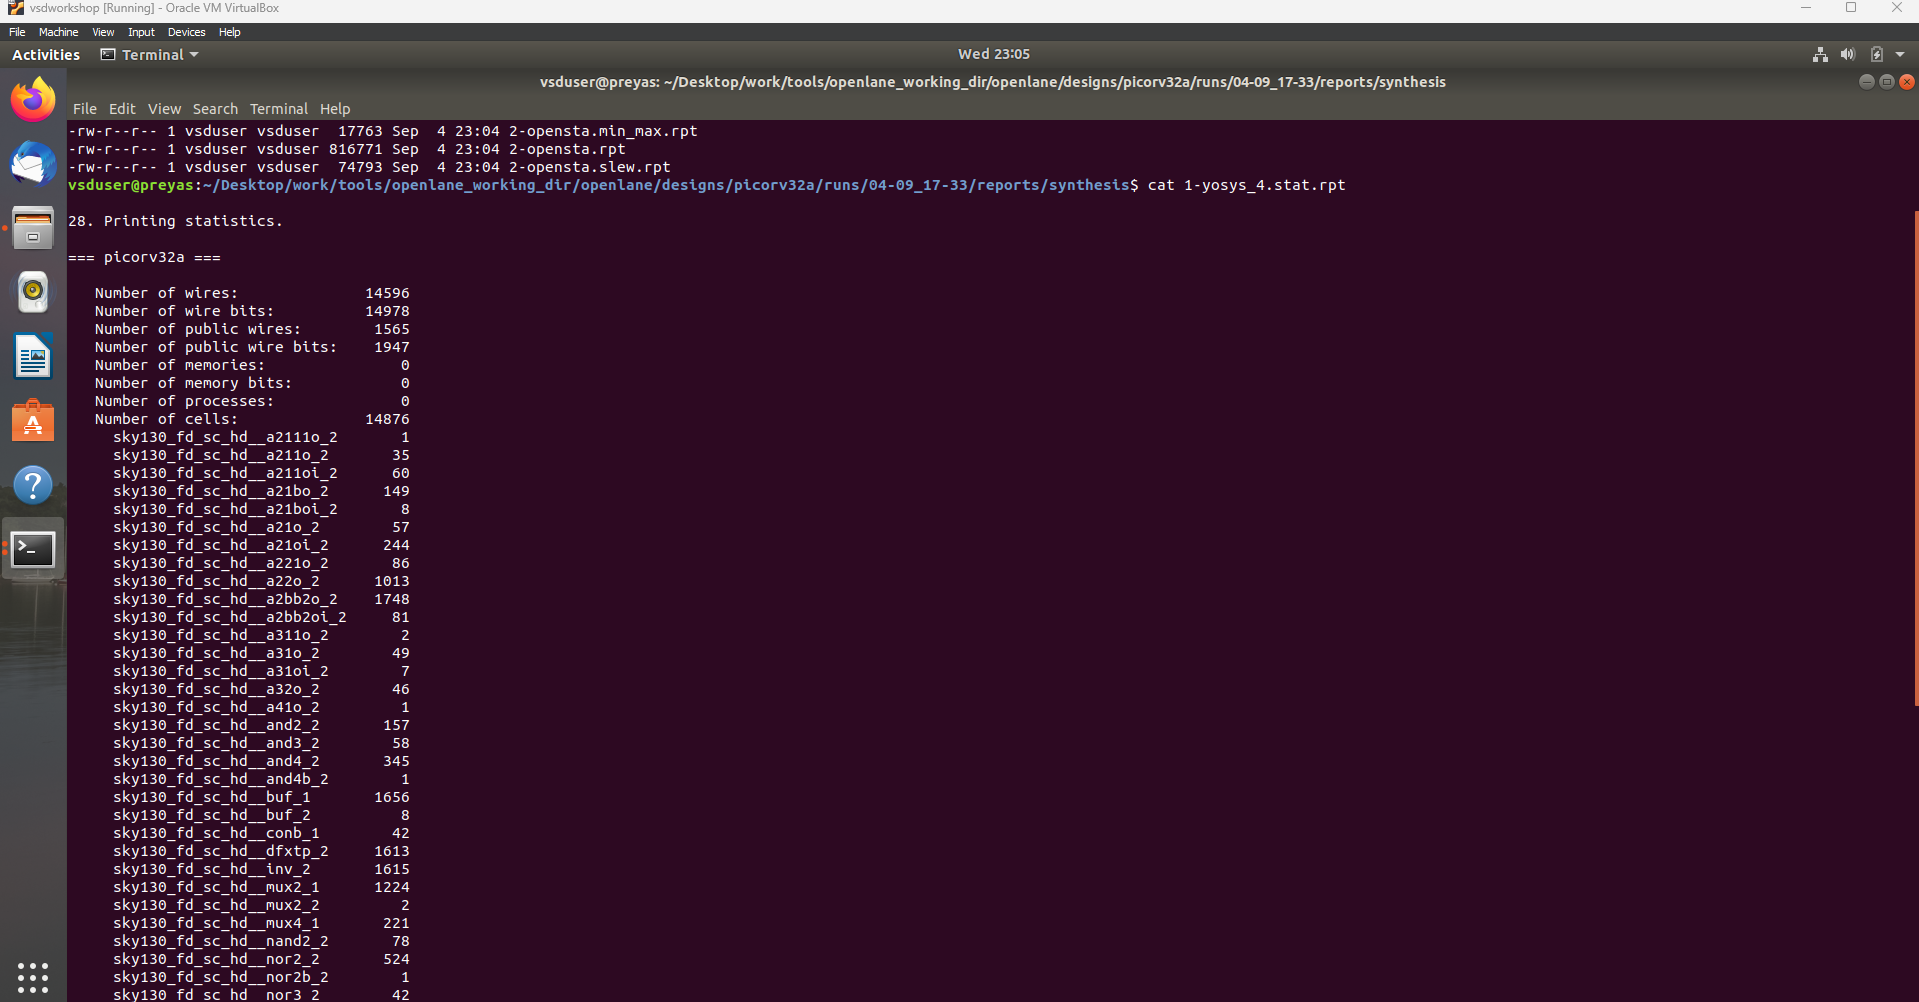 vsdworkshop [Running] - Oracle VM VirtualBox
File Machine View Input Devices Help
Activities Terminal Wed 23:05
vsduser@preyas: ~/Desktop/work/tools/openlane_working_dir/openlane/designs/picorv32a/runs/04-09_17-33/reports/synthesis
File Edit View Search Terminal Help
-rw-r--r-- 1 vsduser vsduser  17763 Sep  4 23:04 2-opensta.min_max.rpt
-rw-r--r-- 1 vsduser vsduser 816771 Sep  4 23:04 2-opensta.rpt
-rw-r--r-- 1 vsduser vsduser  74793 Sep  4 23:04 2-opensta.slew.rpt
vsduser@preyas:~/Desktop/work/tools/openlane_working_dir/openlane/designs/picorv32a/runs/04-09_17-33/reports/synthesis$ cat 1-yosys_4.stat.rpt
28. Printing statistics.
=== picorv32a ===
Number of wires: 14596
Number of wire bits: 14978
Number of public wires: 1565
Number of public wire bits: 1947
Number of memories: 0
Number of memory bits: 0
Number of processes: 0
Number of cells: 14876
sky130_fd_sc_hd__a2111o_2 1
sky130_fd_sc_hd__a211o_2 35
sky130_fd_sc_hd__a211oi_2 60
sky130_fd_sc_hd__a21bo_2 149
sky130_fd_sc_hd__a21boi_2 8
sky130_fd_sc_hd__a21o_2 57
sky130_fd_sc_hd__a21oi_2 244
sky130_fd_sc_hd__a221o_2 86
sky130_fd_sc_hd__a22o_2 1013
sky130_fd_sc_hd__a2bb2o_2 1748
sky130_fd_sc_hd__a2bb2oi_2 81
sky130_fd_sc_hd__a311o_2 2
sky130_fd_sc_hd__a31o_2 49
sky130_fd_sc_hd__a31oi_2 7
sky130_fd_sc_hd__a32o_2 46
sky130_fd_sc_hd__a41o_2 1
sky130_fd_sc_hd__and2_2 157
sky130_fd_sc_hd__and3_2 58
sky130_fd_sc_hd__and4_2 345
sky130_fd_sc_hd__and4b_2 1
sky130_fd_sc_hd__buf_1 1656
sky130_fd_sc_hd__buf_2 8
sky130_fd_sc_hd__conb_1 42
sky130_fd_sc_hd__dfxtp_2 1613
sky130_fd_sc_hd__inv_2 1615
sky130_fd_sc_hd__mux2_1 1224
sky130_fd_sc_hd__mux2_2 2
sky130_fd_sc_hd__mux4_1 221
sky130_fd_sc_hd__nand2_2 78
sky130_fd_sc_hd__nor2_2 524
sky130_fd_sc_hd__nor2b_2 1
sky130_fd_sc_hd__nor3_2 42